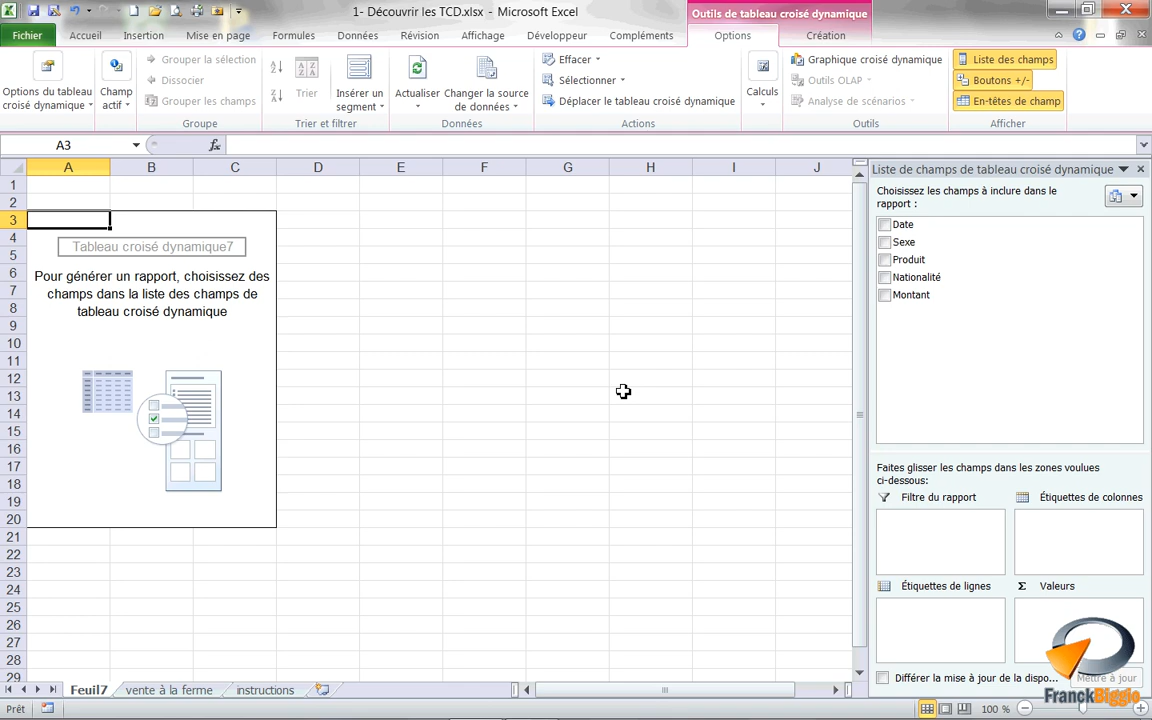 1- Découvrir les TCD.xlsx - Microsoft Excel
Outils de tableau croisé dynamique
Fichier Accueil Insertion Mise en page Formules Données Révision Affichage Développeur Compléments Options Création
Options du tableau croisé dynamique
Champ actif
Grouper la sélection
Dissocier
Grouper les champs
Groupe
Trier
Insérer un segment
Trier et filtrer
Actualiser
Changer la source de données
Données
Effacer
Sélectionner
Déplacer le tableau croisé dynamique
Actions
Calculs
Graphique croisé dynamique
Outils OLAP
Analyse de scénarios
Outils
Liste des champs
Boutons +/-
En-têtes de champ
Afficher
A3
fx
A B C D E F G H I J
1
2
3
4
5
6
7
8
9
10
11
12
13
14
15
16
17
18
19
20
21
22
23
24
25
26
27
28
29
Tableau croisé dynamique7
Pour générer un rapport, choisissez des
champs dans la liste des champs de
tableau croisé dynamique
Liste de champs de tableau croisé dynamique
Choisissez les champs à inclure dans le
rapport :
Date
Sexe
Produit
Nationalité
Montant
Faites glisser les champs dans les zones voulues
ci-dessous:
Filtre du rapport
Étiquettes de colonnes
Étiquettes de lignes
Σ Valeurs
Différer la mise à jour de la dispo...
Mettre à jour
FranckBiggio
Feuil7 vente à la ferme instructions
Prêt
100 %